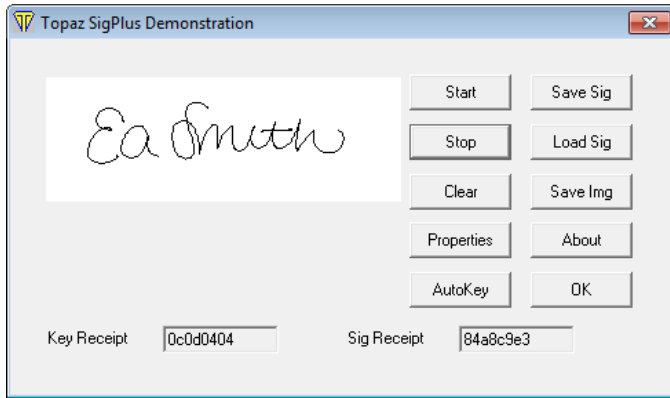 Topaz SigPlus Demonstration
Ea Smith
Start
Save Sig
Stop
Load Sig
Clear
Save Img
Properties
About
AutoKey
OK
Key Receipt 0c0d0404 Sig Receipt 84a8c9e3